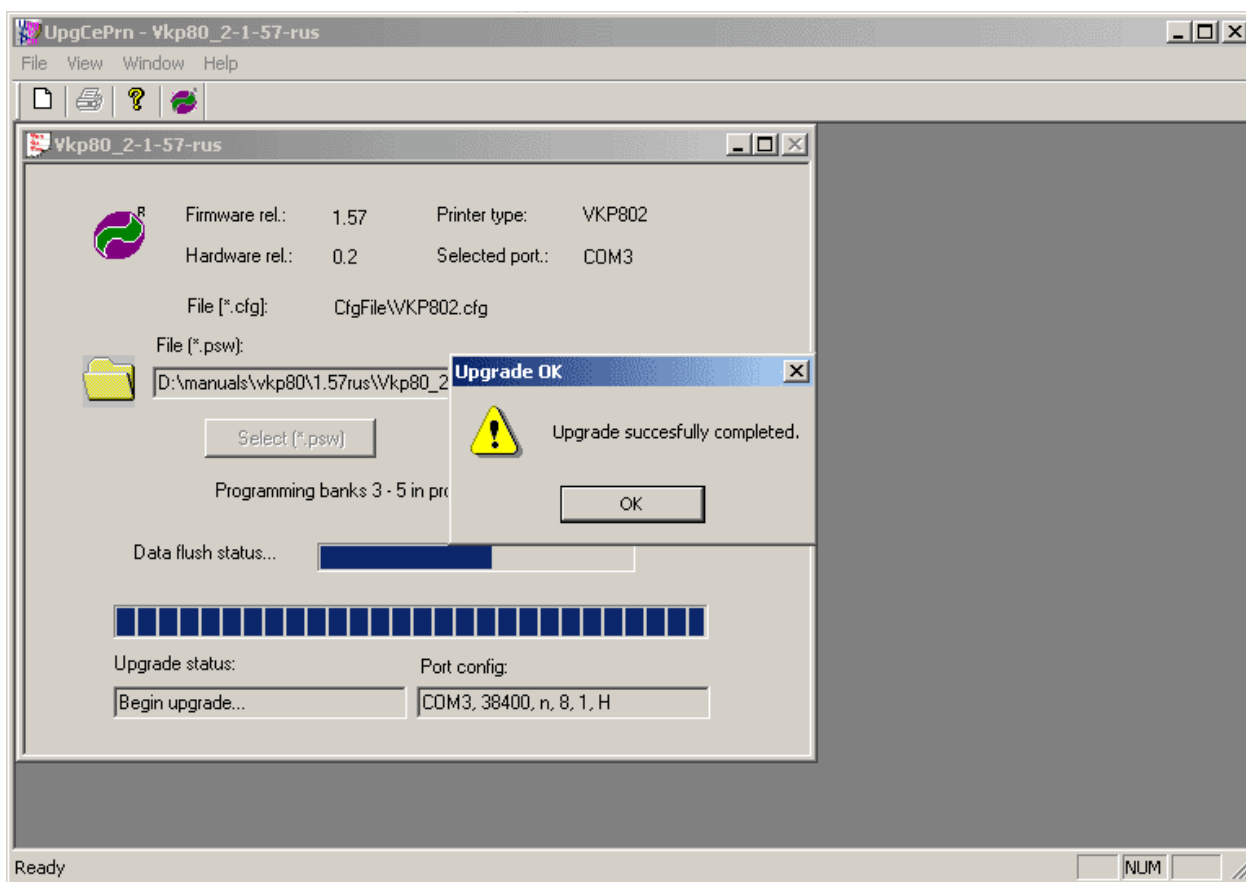 UpgCePrn - Vkp80_2-1-57-rus
File View Window Help
Vkp80_2-1-57-rus
R
Firmware rel.: 1.57 Printer type: VKP802
Hardware rel.: 0.2 Selected port.: COM3
File [*.cfg]: CfgFile\VKP802.cfg
File (*.psw):
D:\manuals\vkp80\1.57rus\Vkp80_2
Upgrade OK
Select (*.psw)
Upgrade succesfully completed.
Programming banks 3 - 5 in pro
OK
Data flush status...
Upgrade status: Port config:
Begin upgrade... COM3, 38400, n, 8, 1, H
Ready NUM